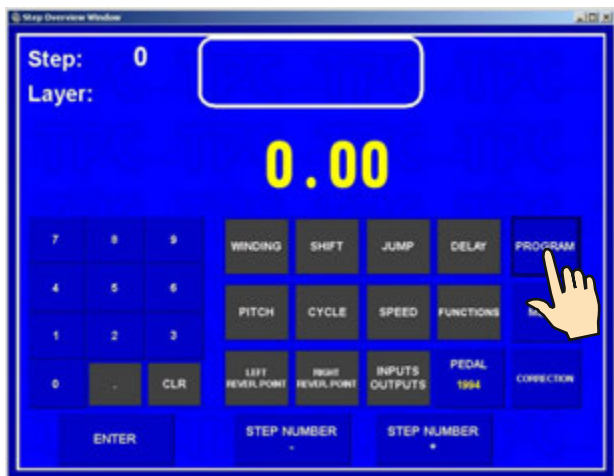 Step Overview Window
Step: 0
Layer:
0.00
7 8 9 WINDING SHIFT JUMP DELAY PROGRAM
4 5 6 PITCH CYCLE SPEED FUNCTIONS
1 2 3
0 . CLR LEFT REVER. POINT RIGHT REVER. POINT INPUTS OUTPUTS PEDAL 1994 CORRECTION
ENTER STEP NUMBER - STEP NUMBER +